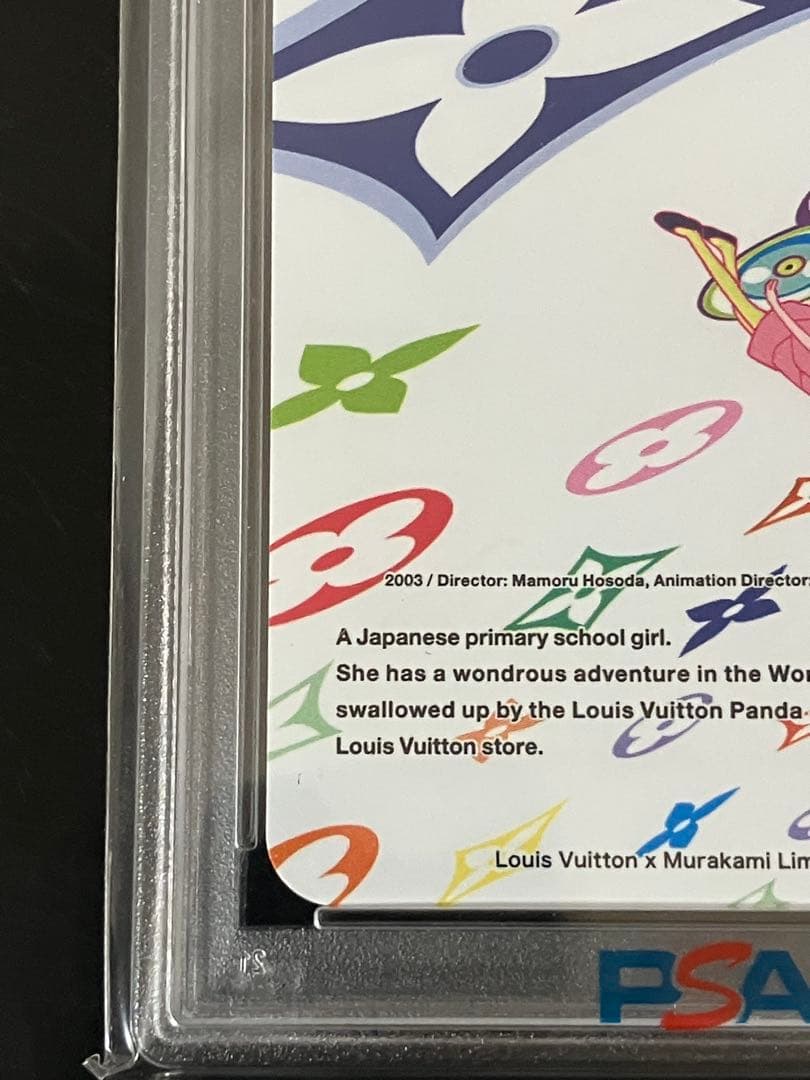 2003 / Director: Mamoru Hosoda, Animation Director:
A Japanese primary school girl.
She has a wondrous adventure in the Wor
swallowed up by the Louis Vuitton Panda
Louis Vuitton store.
Louis Vuitton x Murakami Lim
PSA